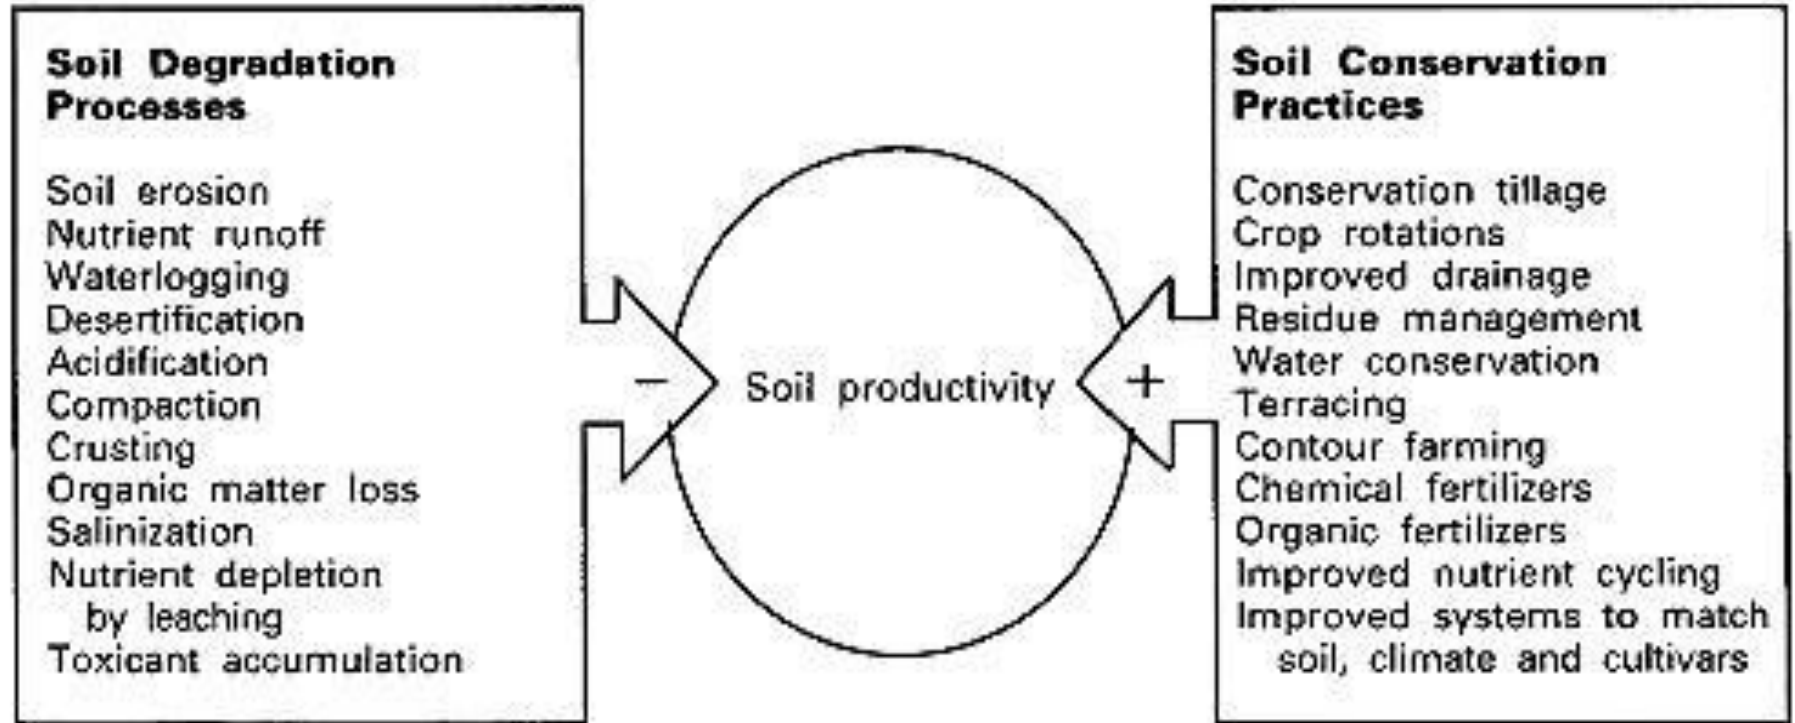 Soil Degradation
Processes
Soil erosion
Nutrient runoff
Waterlogging
Desertification
Acidification
Compaction
Crusting
Organic matter loss
Salinization
Nutrient depletion
by leaching
Toxicant accumulation
−
Soil productivity
+
Soil Conservation
Practices
Conservation tillage
Crop rotations
Improved drainage
Residue management
Water conservation
Terracing
Contour farming
Chemical fertilizers
Organic fertilizers
Improved nutrient cycling
Improved systems to match
soil, climate and cultivars